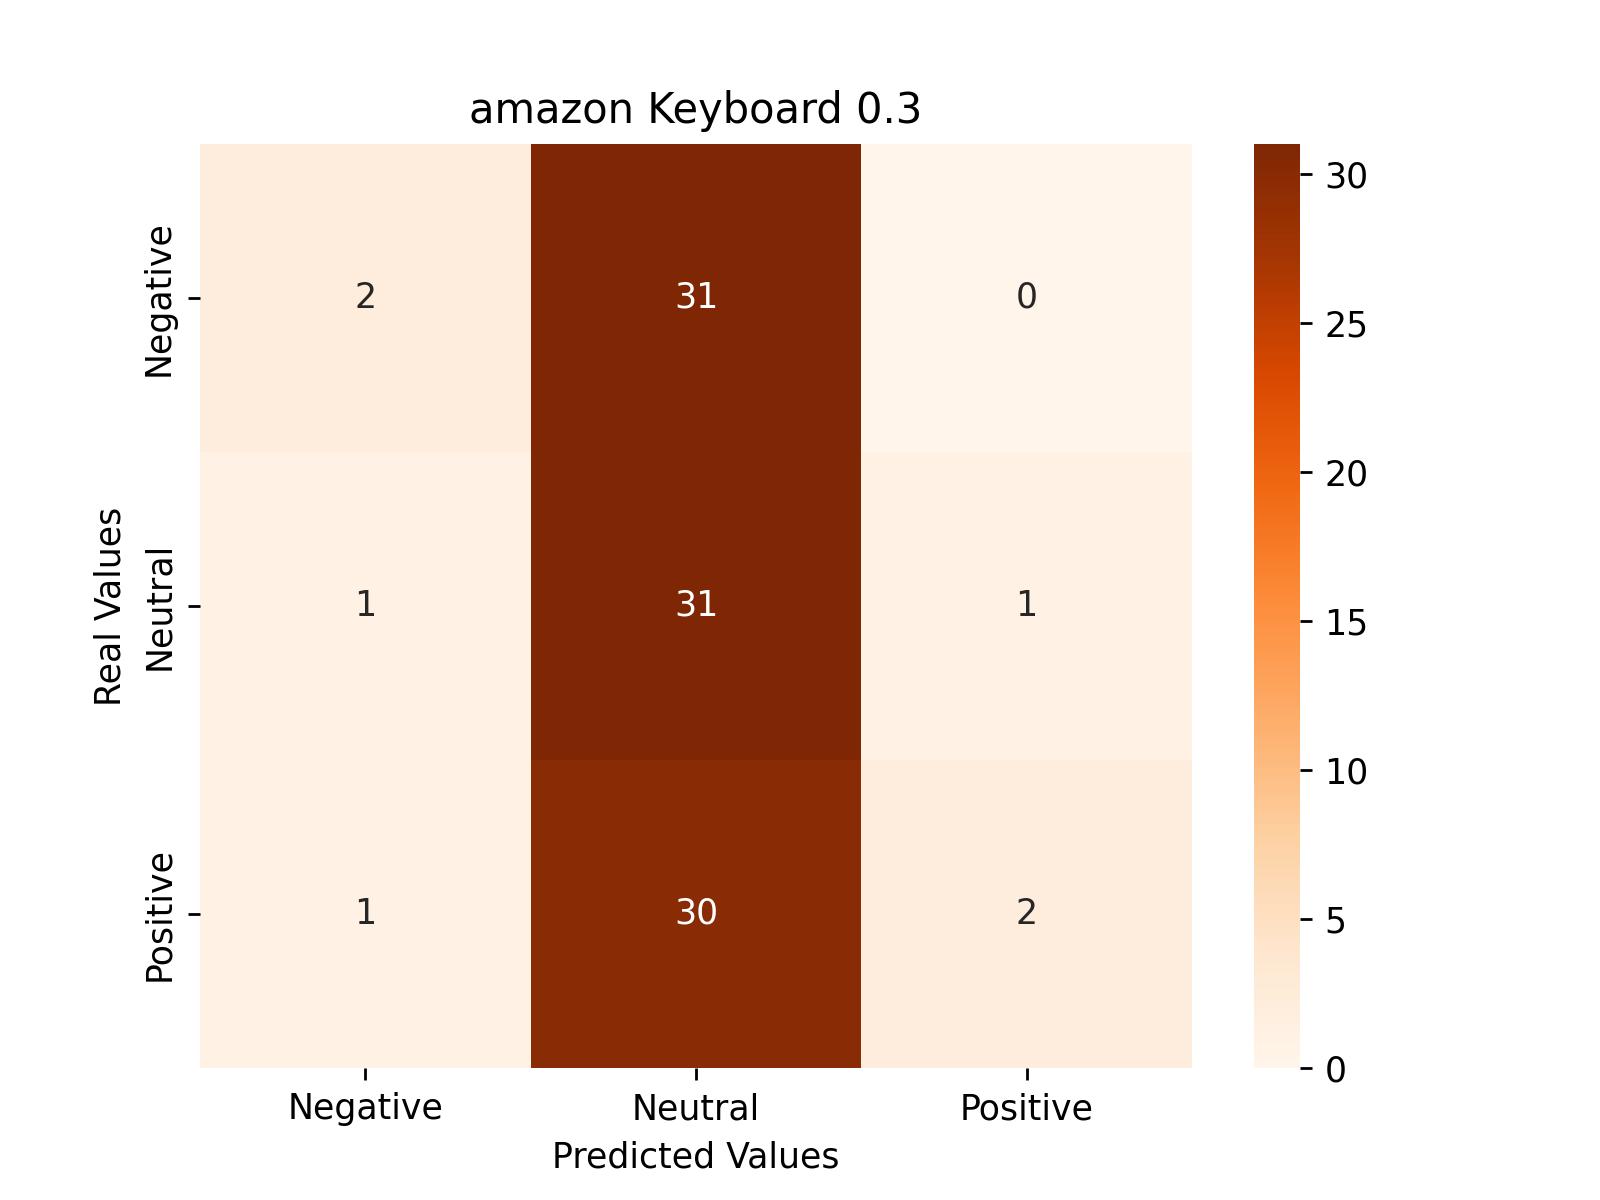 amazon Keyboard 0.3
Real Values
Negative
2 31 0
Neutral
1 31 1
Positive
1 30 2
Negative Neutral Positive
Predicted Values
30
25
20
15
10
5
0